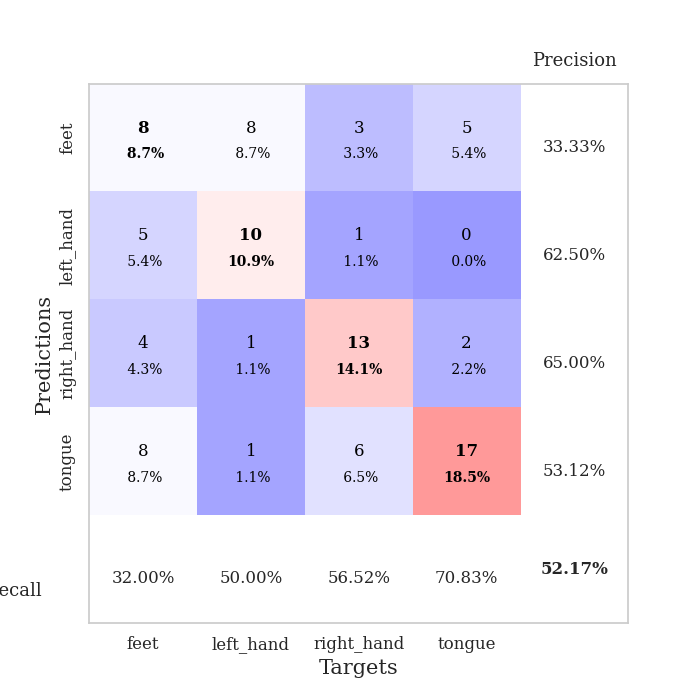 Precision
feet
8 8 3 5
8.7% 8.7% 3.3% 5.4%
33.33%
left_hand
5 10 1 0
5.4% 10.9% 1.1% 0.0%
62.50%
Predictions
right_hand
4 1 13 2
4.3% 1.1% 14.1% 2.2%
65.00%
tongue
8 1 6 17
8.7% 1.1% 6.5% 18.5%
53.12%
ecall
32.00% 50.00% 56.52% 70.83%
52.17%
feet left_hand right_hand tongue
Targets